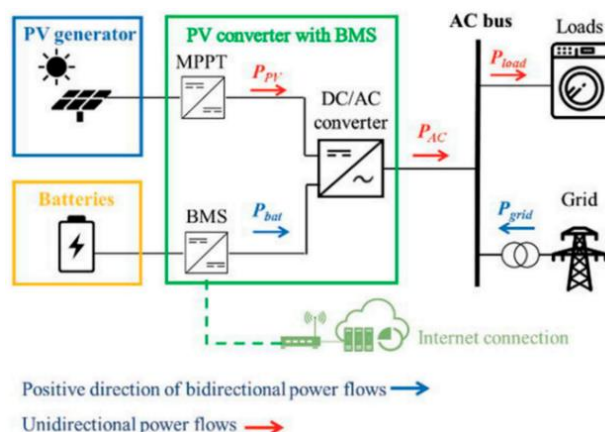 PV generator
PV converter with BMS
MPPT
P_PV
DC/AC
converter
P_AC
AC bus
Loads
P_load
Batteries
BMS
P_bat
P_grid
Grid
Internet connection
Positive direction of bidirectional power flows
Unidirectional power flows